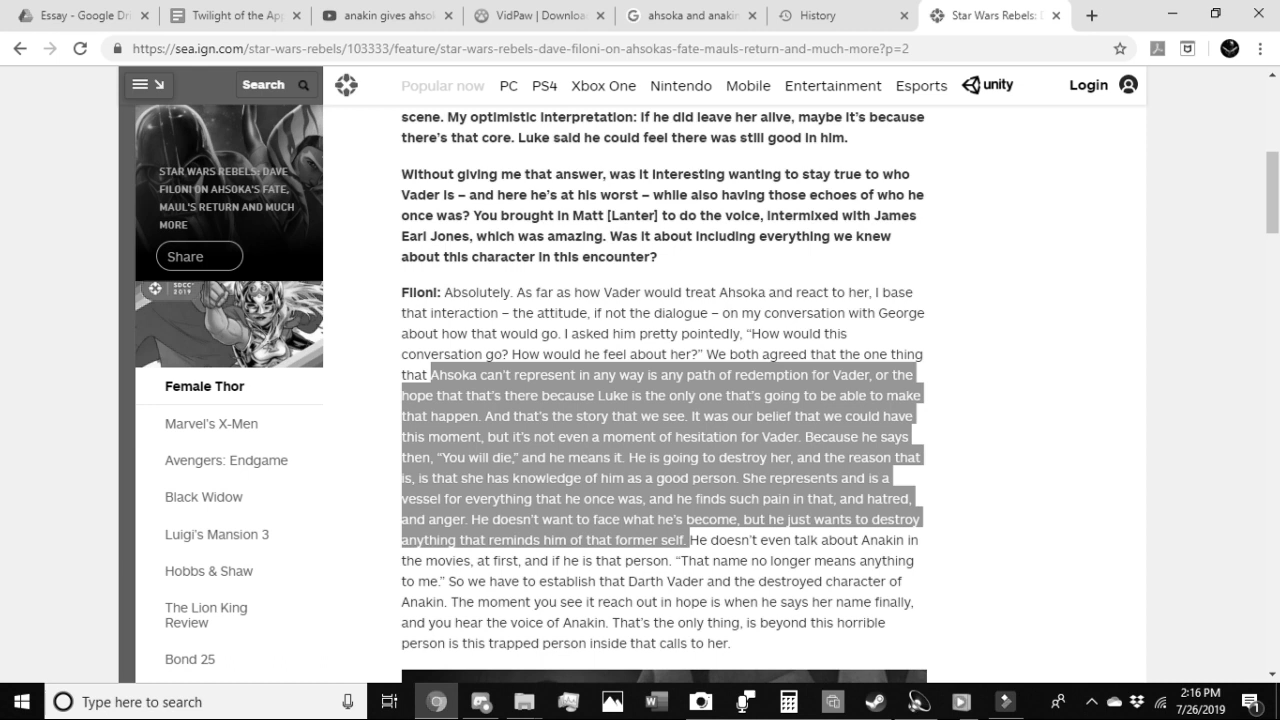 Essay - Google Dri
Twilight of the App
anakin gives ahsok
VidPaw | Downloa
ahsoka and anakin
History
Star Wars Rebels: D
https://sea.ign.com/star-wars-rebels/103333/feature/star-wars-rebels-dave-filoni-on-ahsokas-fate-mauls-return-and-much-more?p=2
Search
Popular now PC PS4 Xbox One Nintendo Mobile Entertainment Esports unity Login
STAR WARS REBELS: DAVE
FILONI ON AHSOKA'S FATE,
MAUL'S RETURN AND MUCH
MORE
Share
SDCC
2019
Female Thor
Marvel's X-Men
Avengers: Endgame
Black Widow
Luigi's Mansion 3
Hobbs & Shaw
The Lion King
Review
Bond 25
scene. My optimistic interpretation: if he did leave her alive, maybe it's because
there's that core. Luke said he could feel there was still good in him.
Without giving me that answer, was it interesting wanting to stay true to who
Vader is – and here he's at his worst – while also having those echoes of who he
once was? You brought in Matt [Lanter] to do the voice, intermixed with James
Earl Jones, which was amazing. Was it about including everything we knew
about this character in this encounter?
Filoni: Absolutely. As far as how Vader would treat Ahsoka and react to her, I base
that interaction – the attitude, if not the dialogue – on my conversation with George
about how that would go. I asked him pretty pointedly, “How would this
conversation go? How would he feel about her?” We both agreed that the one thing
that Ahsoka can’t represent in any way is any path of redemption for Vader, or the
hope that that’s there because Luke is the only one that’s going to be able to make
that happen. And that’s the story that we see. It was our belief that we could have
this moment, but it’s not even a moment of hesitation for Vader. Because he says
then, “You will die,” and he means it. He is going to destroy her, and the reason that
is, is that she has knowledge of him as a good person. She represents and is a
vessel for everything that he once was, and he finds such pain in that, and hatred,
and anger. He doesn’t want to face what he’s become, but he just wants to destroy
anything that reminds him of that former self. He doesn’t even talk about Anakin in
the movies, at first, and if he is that person. “That name no longer means anything
to me.” So we have to establish that Darth Vader and the destroyed character of
Anakin. The moment you see it reach out in hope is when he says her name finally,
and you hear the voice of Anakin. That’s the only thing, is beyond this horrible
person is this trapped person inside that calls to her.
Type here to search
2:16 PM
7/26/2019